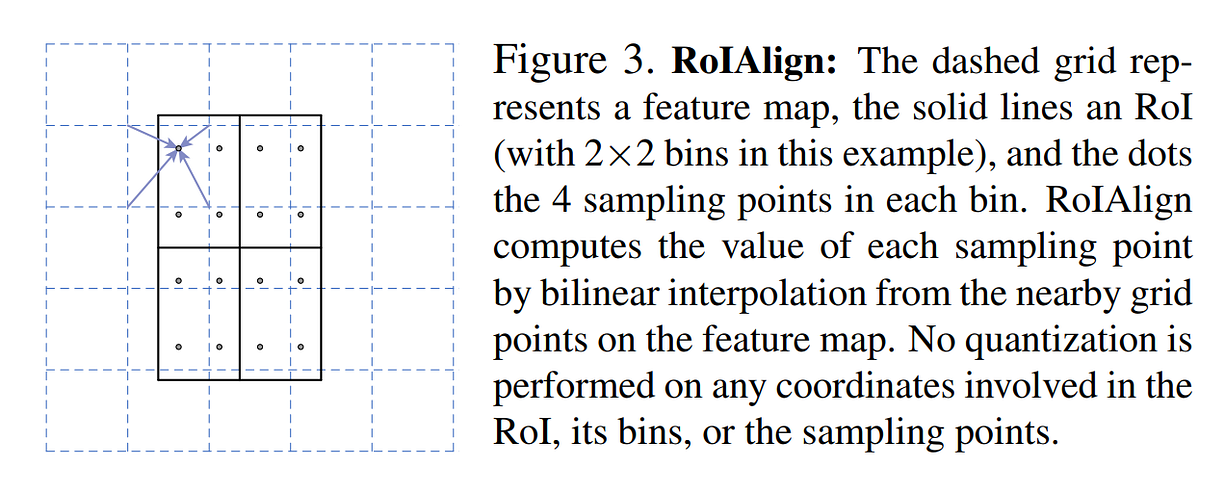 Figure 3. RoIAlign: The dashed grid rep-
resents a feature map, the solid lines an RoI
(with 2×2 bins in this example), and the dots
the 4 sampling points in each bin. RoIAlign
computes the value of each sampling point
by bilinear interpolation from the nearby grid
points on the feature map. No quantization is
performed on any coordinates involved in the
RoI, its bins, or the sampling points.